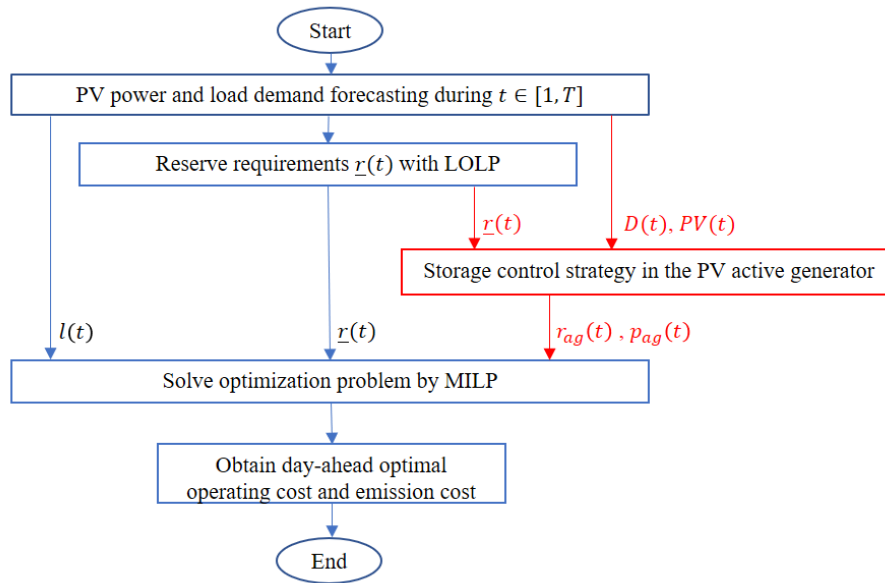 Start
PV power and load demand forecasting during t ∈ [1, T]
Reserve requirements r̲(t) with LOLP
r̲(t)
D(t), PV(t)
Storage control strategy in the PV active generator
l(t)
r̲(t)
r_ag(t) , p_ag(t)
Solve optimization problem by MILP
Obtain day-ahead optimal
operating cost and emission cost
End